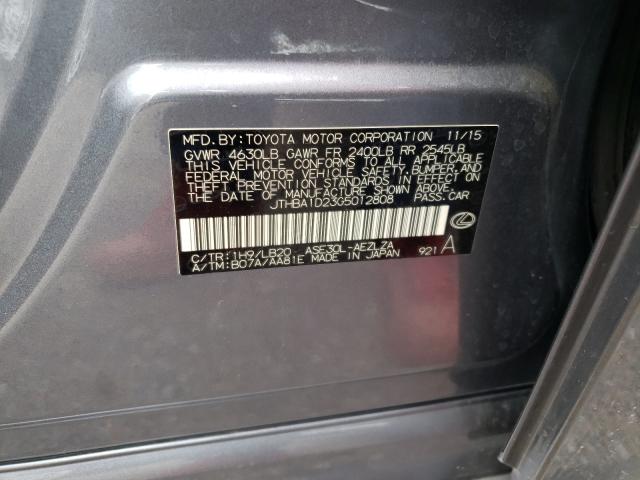 MFD. BY: TOYOTA MOTOR CORPORATION 11/15
GVWR 4630LB GAWR FR 2400LB RR 2545LB
THIS VEHICLE CONFORMS TO ALL APPLICABLE
FEDERAL MOTOR VEHICLE SAFETY, BUMPER, AND
THEFT PREVENTION STANDARDS IN EFFECT ON
THE DATE OF MANUFACTURE SHOWN ABOVE.
JTHBA1D23G5012808 PASS. CAR
C/TR: 1H9/LB20 ASE30L-AEZLZA
A/TM: B07A/AA81E MADE IN JAPAN 921 A